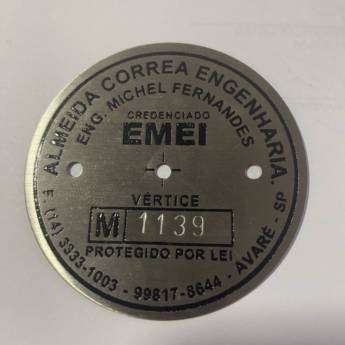 ALMEIDA CORREA ENGENHARIA.
ENG. MICHEL FERNANDES
CREDENCIADO
EMEI
VÉRTICE
M 1139
PROTEGIDO POR LEI
F. (14) 3333-1003 - 99817-8644 - AVARÉ - SP